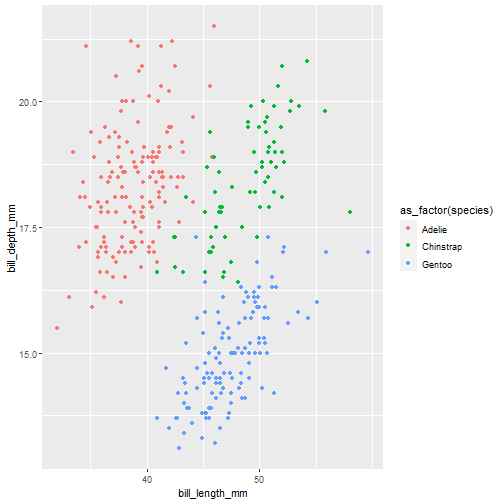 20.0
17.5
15.0
bill_depth_mm
40
50
bill_length_mm
as_factor(species)
Adelie
Chinstrap
Gentoo